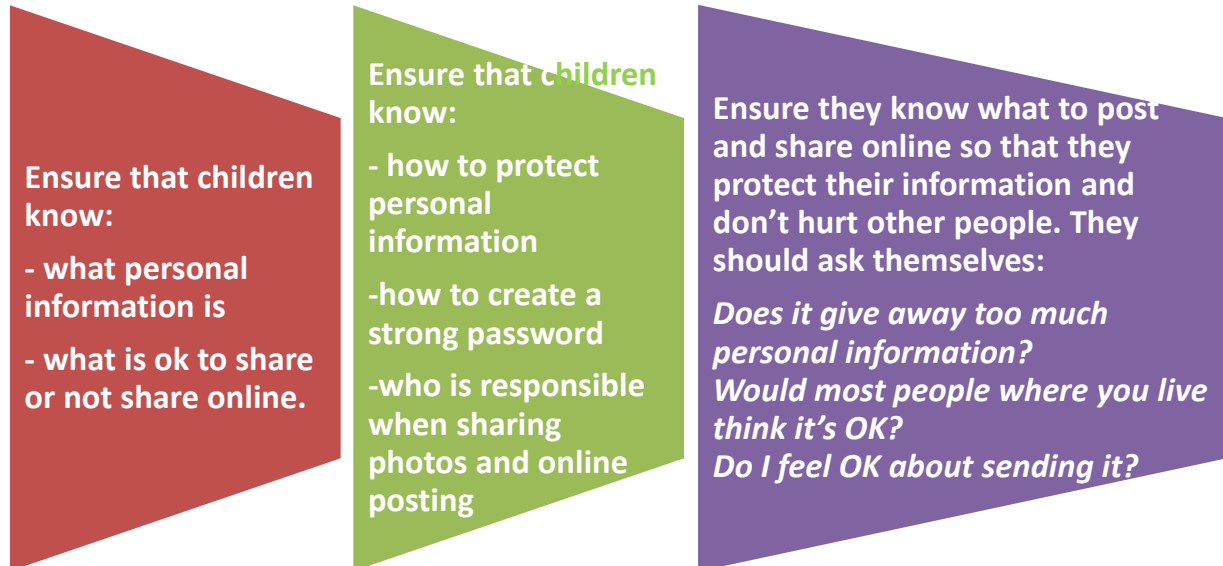 Ensure that children
know:
- what personal
information is
- what is ok to share
or not share online.
Ensure that children
know:
- how to protect
personal
information
-how to create a
strong password
-who is responsible
when sharing
photos and online
posting
Ensure they know what to post
and share online so that they
protect their information and
don’t hurt other people. They
should ask themselves:
Does it give away too much
personal information?
Would most people where you live
think it’s OK?
Do I feel OK about sending it?